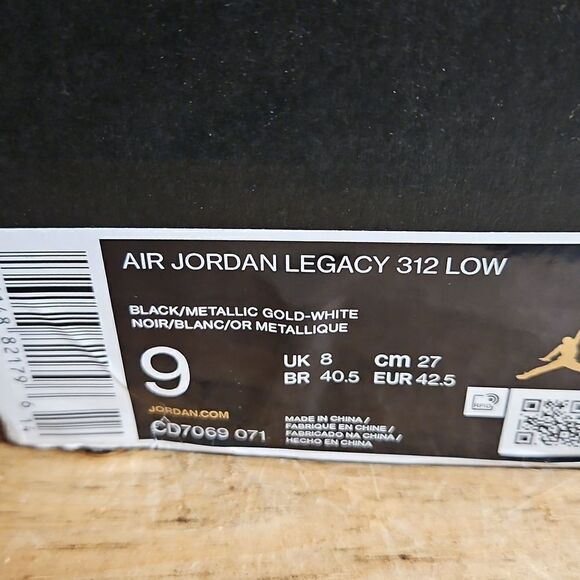 AIR JORDAN LEGACY 312 LOW
BLACK/METALLIC GOLD-WHITE
NOIR/BLANC/OR METALLIQUE
9
UK 8 cm 27
BR 40.5 EUR 42.5
JORDAN.COM
CD7069 071
MADE IN CHINA /
FABRIQUE EN CHINE /
FABRICADO NA CHINA /
HECHO EN CHINA
RFID